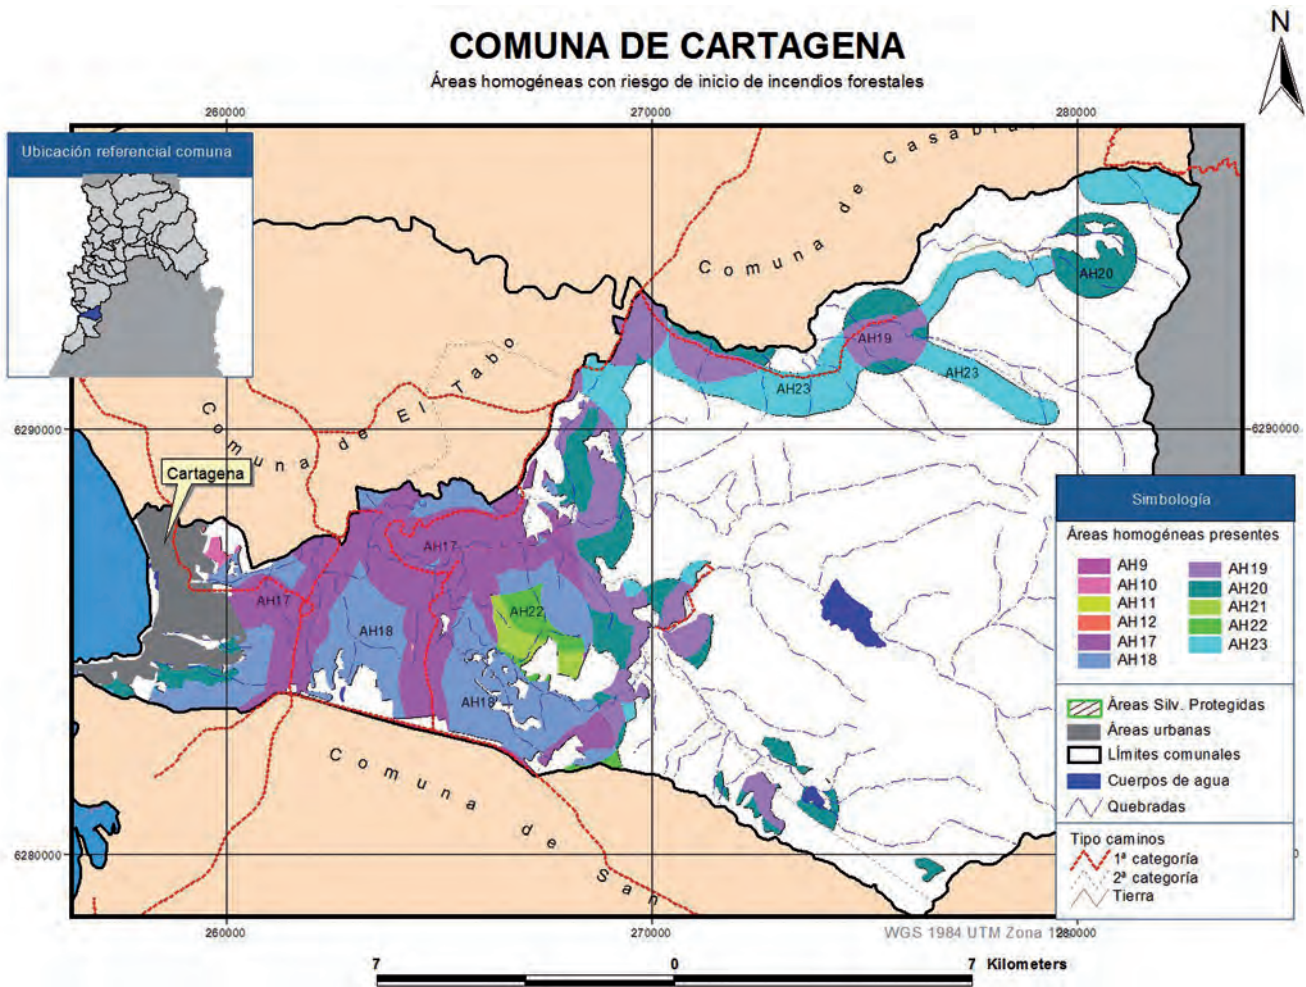 COMUNA DE CARTAGENA
Áreas homogéneas con riesgo de inicio de incendios forestales
N
260000
270000
280000
Ubicación referencial comuna
Comuna de
Comuna de El Tabo
Cartagena
6290000
6290000
AH20
AH19
AH23
AH23
AH17
AH17
AH22
AH18
AH18
Comuna de San
6280000
Simbología
Áreas homogéneas presentes
AH9
AH10
AH11
AH12
AH17
AH18
AH19
AH20
AH21
AH22
AH23
Áreas Silv. Protegidas
Áreas urbanas
Límites comunales
Cuerpos de agua
Quebradas
Tipo caminos
1ª categoría
2ª categoría
Tierra
260000
270000
280000
WGS 1984 UTM Zona
7 0 7 Kilometers